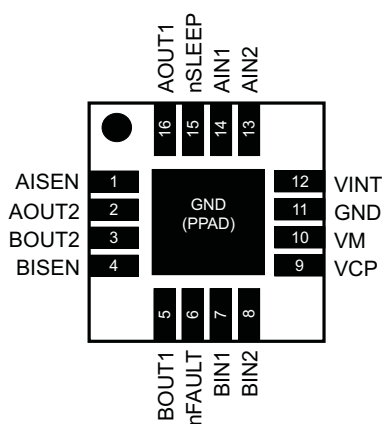 AOUT1
nSLEEP
AIN1
AIN2
16
15
14
13
AISEN 1
AOUT2 2
BOUT2 3
BISEN 4
GND
(PPAD)
12 VINT
11 GND
10 VM
9 VCP
5
6
7
8
BOUT1
nFAULT
BIN1
BIN2